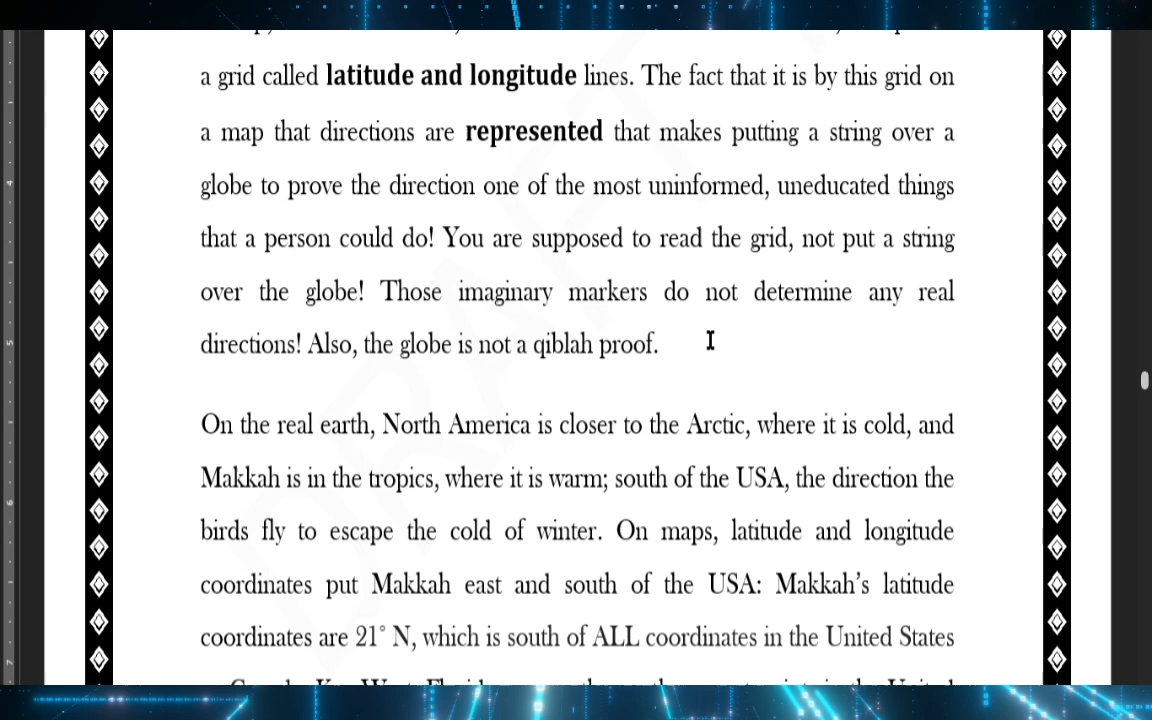 a grid called latitude and longitude lines. The fact that it is by this grid on
a map that directions are represented that makes putting a string over a
globe to prove the direction one of the most uninformed, uneducated things
that a person could do! You are supposed to read the grid, not put a string
over the globe! Those imaginary markers do not determine any real
directions! Also, the globe is not a qiblah proof.
On the real earth, North America is closer to the Arctic, where it is cold, and
Makkah is in the tropics, where it is warm; south of the USA, the direction the
birds fly to escape the cold of winter. On maps, latitude and longitude
coordinates put Makkah east and south of the USA: Makkah’s latitude
coordinates are 21° N, which is south of ALL coordinates in the United States